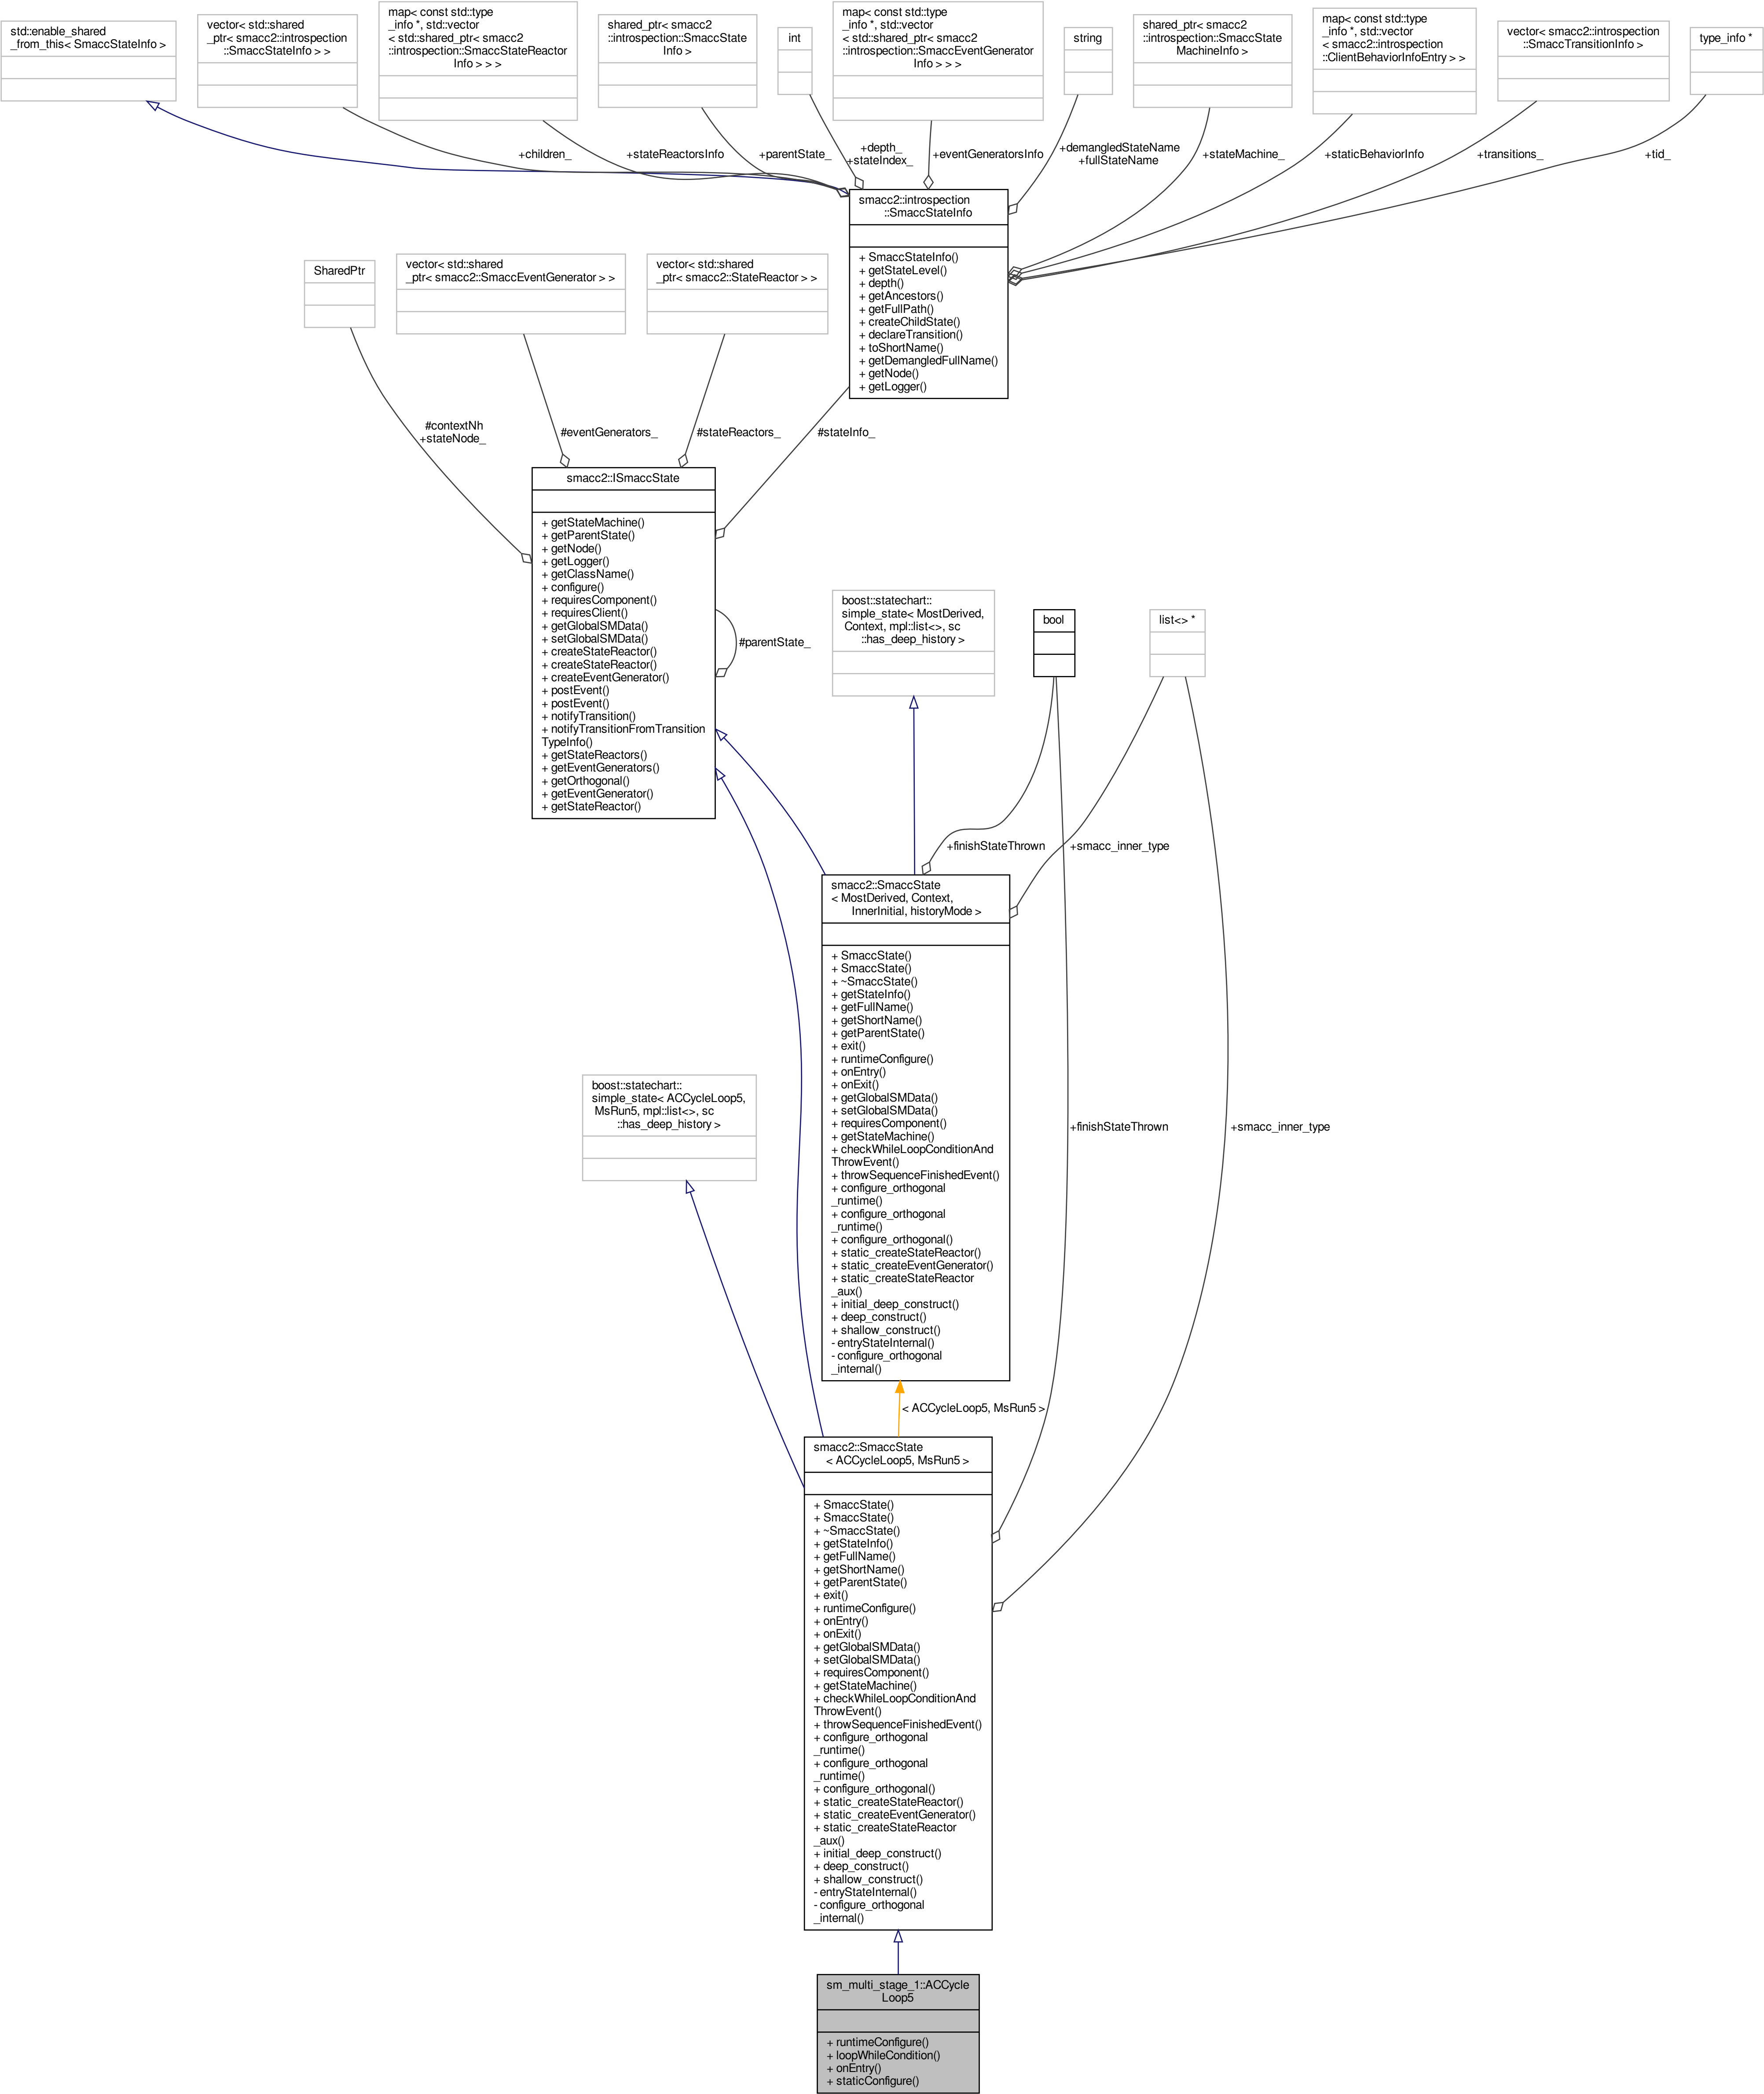 std::enable_shared
_from_this< SmaccStateInfo >
vector< std::shared
_ptr< smacc2::introspection
::SmaccStateInfo > >
map< const std::type
_info *, std::vector
< std::shared_ptr< smacc2
::introspection::SmaccStateReactor
Info > > >
shared_ptr< smacc2
::introspection::SmaccState
Info >
int
map< const std::type
_info *, std::vector
< std::shared_ptr< smacc2
::introspection::SmaccEventGenerator
Info > > >
string
shared_ptr< smacc2
::introspection::SmaccState
MachineInfo >
map< const std::type
_info *, std::vector
< smacc2::introspection
::ClientBehaviorInfoEntry > >
vector< smacc2::introspection
::SmaccTransitionInfo >
type_info *
+children_
+stateReactorsInfo
+parentState_
+depth_
+stateIndex_
+eventGeneratorsInfo
+demangledStateName
+fullStateName
+stateMachine_
+staticBehaviorInfo
+transitions_
+tid_
smacc2::introspection
::SmaccStateInfo
+ SmaccStateInfo()
+ getStateLevel()
+ depth()
+ getAncestors()
+ getFullPath()
+ createChildState()
+ declareTransition()
+ toShortName()
+ getDemangledFullName()
+ getNode()
+ getLogger()
SharedPtr
vector< std::shared
_ptr< smacc2::SmaccEventGenerator > >
vector< std::shared
_ptr< smacc2::StateReactor > >
#contextNh
+stateNode_
#eventGenerators_
#stateReactors_
#stateInfo_
smacc2::ISmaccState
+ getStateMachine()
+ getParentState()
+ getNode()
+ getLogger()
+ getClassName()
+ configure()
+ requiresComponent()
+ requiresClient()
+ getGlobalSMData()
+ setGlobalSMData()
+ createStateReactor()
+ createStateReactor()
+ createEventGenerator()
+ postEvent()
+ postEvent()
+ notifyTransition()
+ notifyTransitionFromTransition
TypeInfo()
+ getStateReactors()
+ getEventGenerators()
+ getOrthogonal()
+ getEventGenerator()
+ getStateReactor()
#parentState_
boost::statechart::
simple_state< MostDerived,
Context, mpl::list<>, sc
::has_deep_history >
bool
list<> *
+finishStateThrown
+smacc_inner_type
smacc2::SmaccState
< MostDerived, Context,
InnerInitial, historyMode >
+ SmaccState()
+ SmaccState()
+ ~SmaccState()
+ getStateInfo()
+ getFullName()
+ getShortName()
+ getParentState()
+ exit()
+ runtimeConfigure()
+ onEntry()
+ onExit()
+ getGlobalSMData()
+ setGlobalSMData()
+ requiresComponent()
+ getStateMachine()
+ checkWhileLoopConditionAnd
ThrowEvent()
+ throwSequenceFinishedEvent()
+ configure_orthogonal
_runtime()
+ configure_orthogonal
_runtime()
+ configure_orthogonal()
+ static_createStateReactor()
+ static_createEventGenerator()
+ static_createStateReactor
_aux()
+ initial_deep_construct()
+ deep_construct()
+ shallow_construct()
- entryStateInternal()
- configure_orthogonal
_internal()
boost::statechart::
simple_state< ACCycleLoop5,
MsRun5, mpl::list<>, sc
::has_deep_history >
+finishStateThrown
+smacc_inner_type
< ACCycleLoop5, MsRun5 >
smacc2::SmaccState
< ACCycleLoop5, MsRun5 >
+ SmaccState()
+ SmaccState()
+ ~SmaccState()
+ getStateInfo()
+ getFullName()
+ getShortName()
+ getParentState()
+ exit()
+ runtimeConfigure()
+ onEntry()
+ onExit()
+ getGlobalSMData()
+ setGlobalSMData()
+ requiresComponent()
+ getStateMachine()
+ checkWhileLoopConditionAnd
ThrowEvent()
+ throwSequenceFinishedEvent()
+ configure_orthogonal
_runtime()
+ configure_orthogonal
_runtime()
+ configure_orthogonal()
+ static_createStateReactor()
+ static_createEventGenerator()
+ static_createStateReactor
_aux()
+ initial_deep_construct()
+ deep_construct()
+ shallow_construct()
- entryStateInternal()
- configure_orthogonal
_internal()
sm_multi_stage_1::ACCycle
Loop5
+ runtimeConfigure()
+ loopWhileCondition()
+ onEntry()
+ staticConfigure()